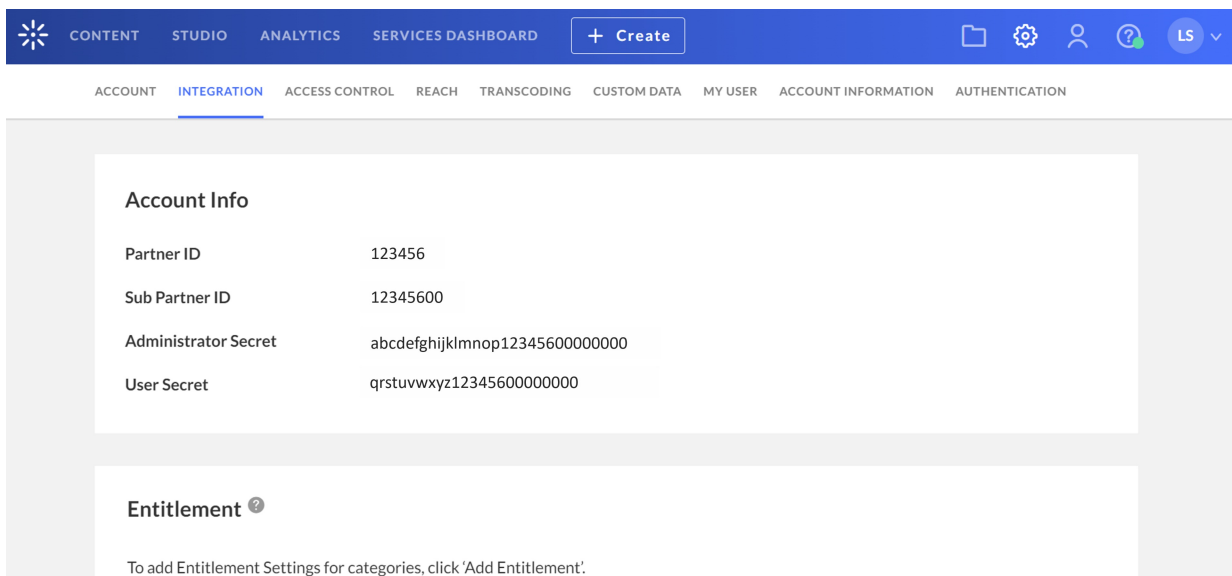 CONTENT STUDIO ANALYTICS SERVICES DASHBOARD + Create ? LS
ACCOUNT INTEGRATION ACCESS CONTROL REACH TRANSCODING CUSTOM DATA MY USER ACCOUNT INFORMATION AUTHENTICATION
Account Info
Partner ID 123456
Sub Partner ID 12345600
Administrator Secret abcdefghijklmnop12345600000000
User Secret qrstuvwxyz12345600000000
Entitlement ?
To add Entitlement Settings for categories, click ‘Add Entitlement’.